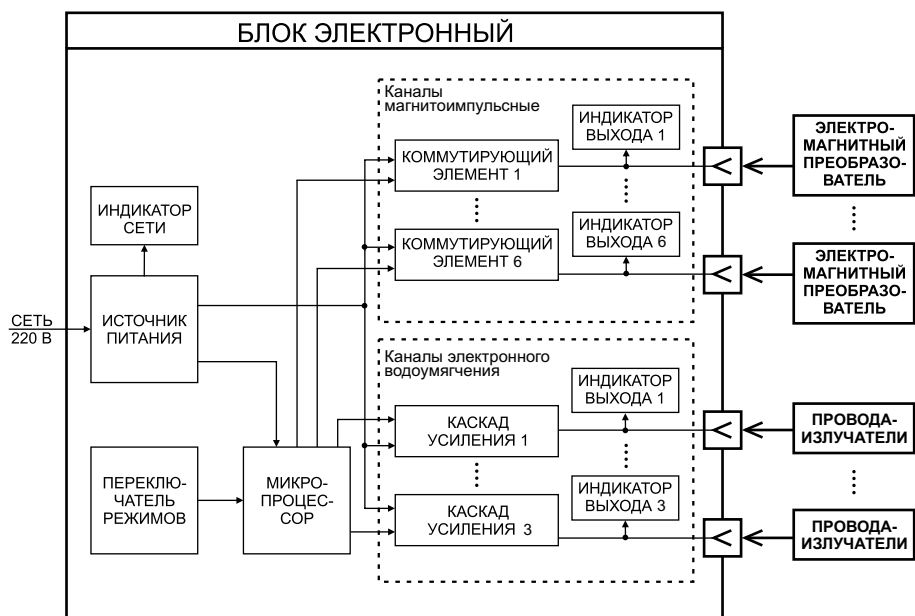 БЛОК ЭЛЕКТРОННЫЙ
СЕТЬ
220 В
ИНДИКАТОР
СЕТИ
ИСТОЧНИК
ПИТАНИЯ
ПЕРЕКЛЮ-
ЧАТЕЛЬ
РЕЖИМОВ
МИКРО-
ПРОЦЕС-
СОР
Каналы
магнитоимпульсные
КОММУТИРУЮЩИЙ
ЭЛЕМЕНТ 1
ИНДИКАТОР
ВЫХОДА 1
КОММУТИРУЮЩИЙ
ЭЛЕМЕНТ 6
ИНДИКАТОР
ВЫХОДА 6
Каналы электронного
водоумягчения
КАСКАД
УСИЛЕНИЯ 1
ИНДИКАТОР
ВЫХОДА 1
КАСКАД
УСИЛЕНИЯ 3
ИНДИКАТОР
ВЫХОДА 3
ЭЛЕКТРО-
МАГНИТНЫЙ
ПРЕОБРАЗО-
ВАТЕЛЬ
ЭЛЕКТРО-
МАГНИТНЫЙ
ПРЕОБРАЗО-
ВАТЕЛЬ
ПРОВОДА-
ИЗЛУЧАТЕЛИ
ПРОВОДА-
ИЗЛУЧАТЕЛИ